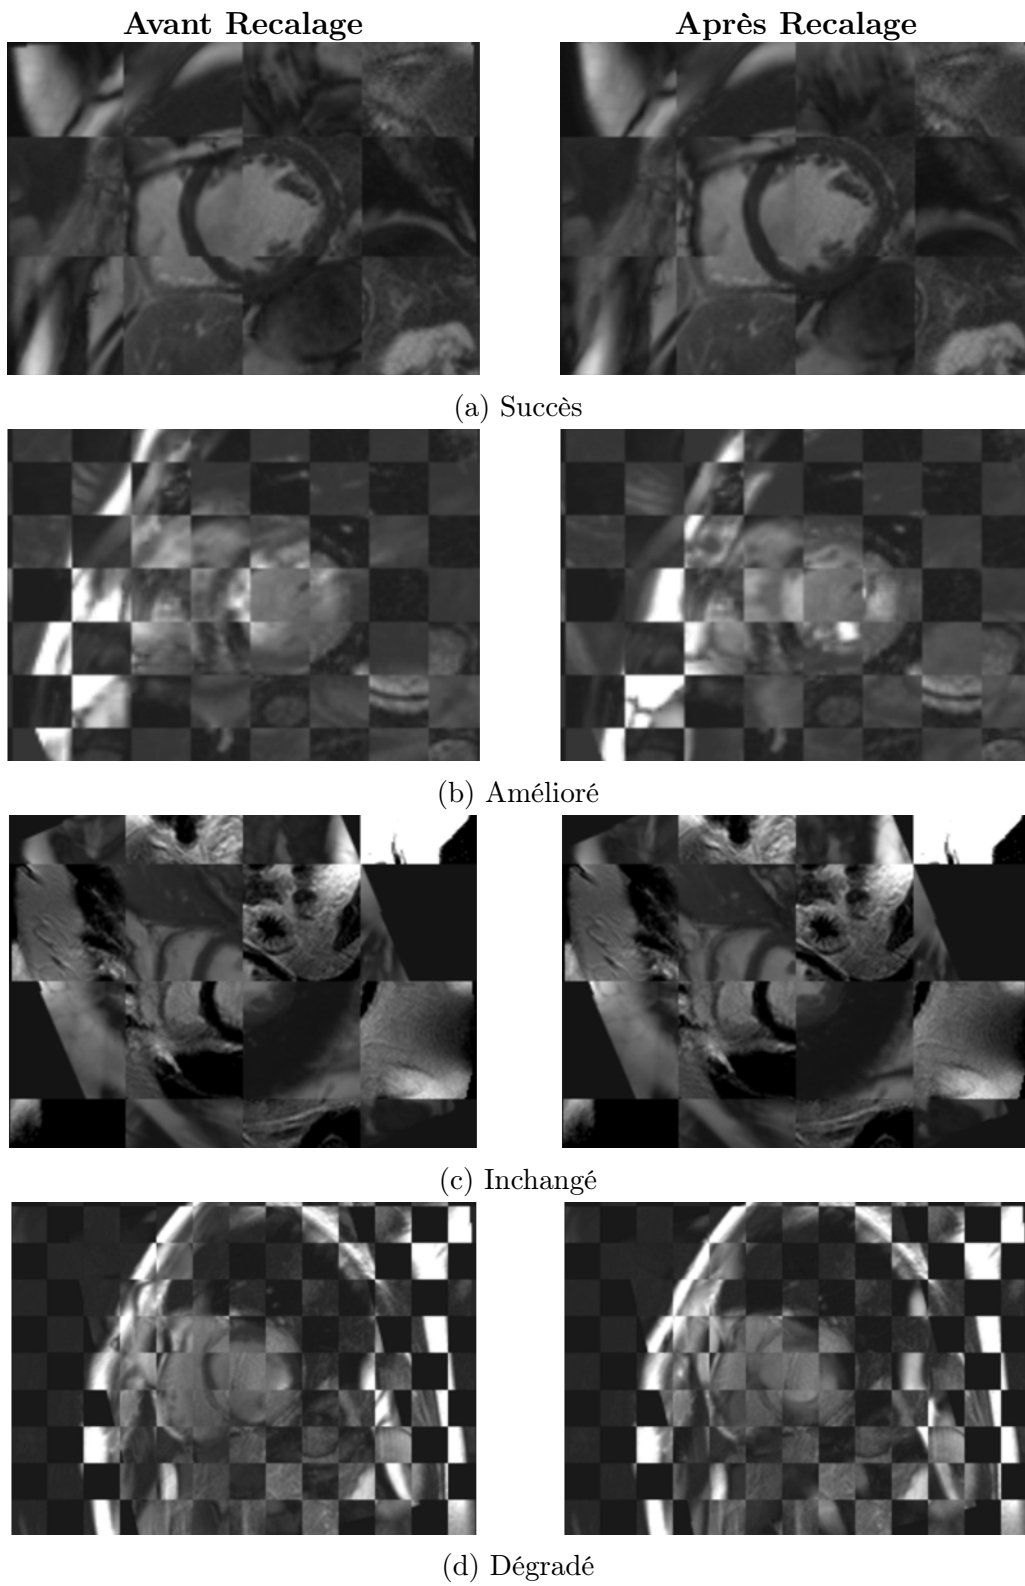 Avant Recalage
Après Recalage
(a) Succès
(b) Amélioré
(c) Inchangé
(d) Dégradé